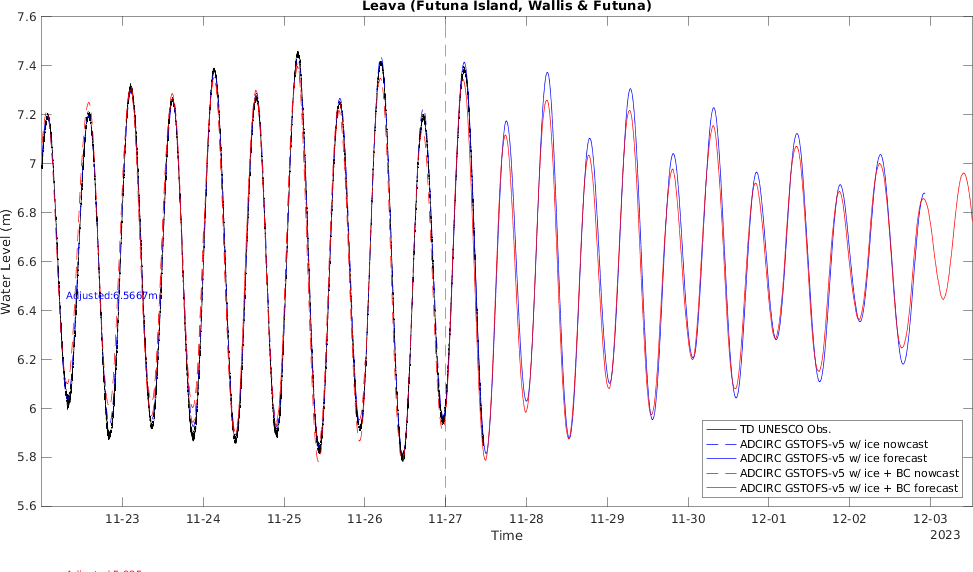 Leava (Futuna Island, Wallis & Futuna)
7.6
7.4
7.2
7
6.8
6.6
6.4
6.2
6
5.8
5.6
Water Level (m)
Adjusted:6.5667m
TD UNESCO Obs.
ADCIRC GSTOFS-v5 w/ ice nowcast
ADCIRC GSTOFS-v5 w/ ice forecast
ADCIRC GSTOFS-v5 w/ ice + BC nowcast
ADCIRC GSTOFS-v5 w/ ice + BC forecast
11-23 11-24 11-25 11-26 11-27 11-28 11-29 11-30 12-01 12-02 12-03
Time
2023